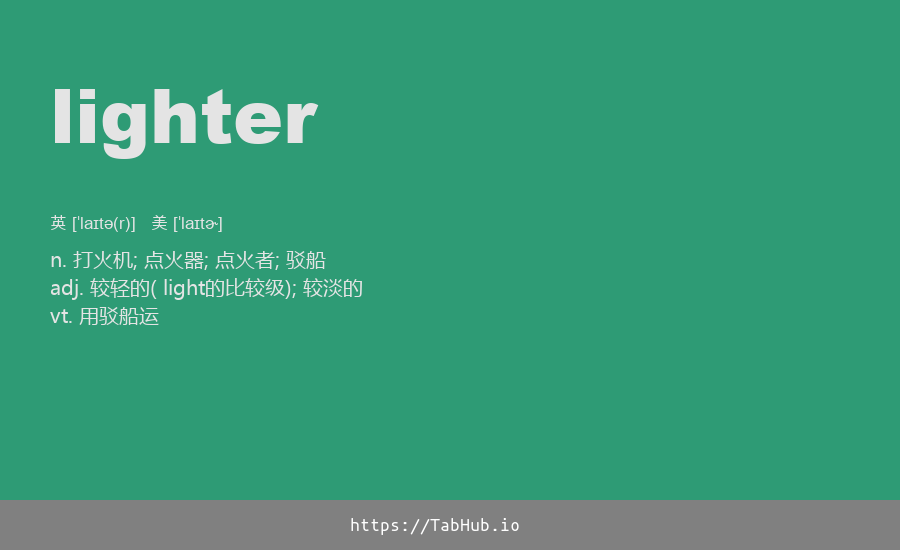 lighter
英 [ˈlaɪtə(r)] 美 [ˈlaɪtɚ]
n. 打火机; 点火器; 点火者; 驳船
adj. 较轻的( light的比较级); 较淡的
vt. 用驳船运
https://TabHub.io